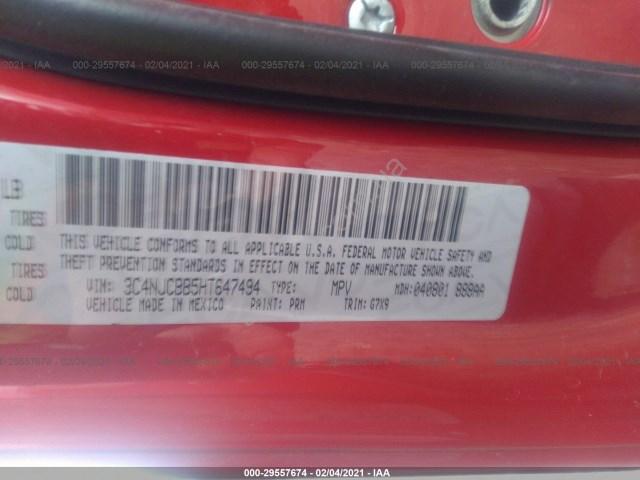 000-29557674 - 02/04/2021 - IAA
LB
TIRES
COLD
TIRES
COLD
THIS VEHICLE CONFORMS TO ALL APPLICABLE U.S.A. FEDERAL MOTOR VEHICLE SAFETY AND
THEFT PREVENTION STANDARDS IN EFFECT ON THE DATE OF MANUFACTURE SHOWN ABOVE.
VIN: 3C4NJCBB5HT647494 TYPE: MPV MDH: 040801 888AA
VEHICLE MADE IN MEXICO PAINT: PRM TRIM: G7X9
000-29557674 - 02/04/2021 - IAA